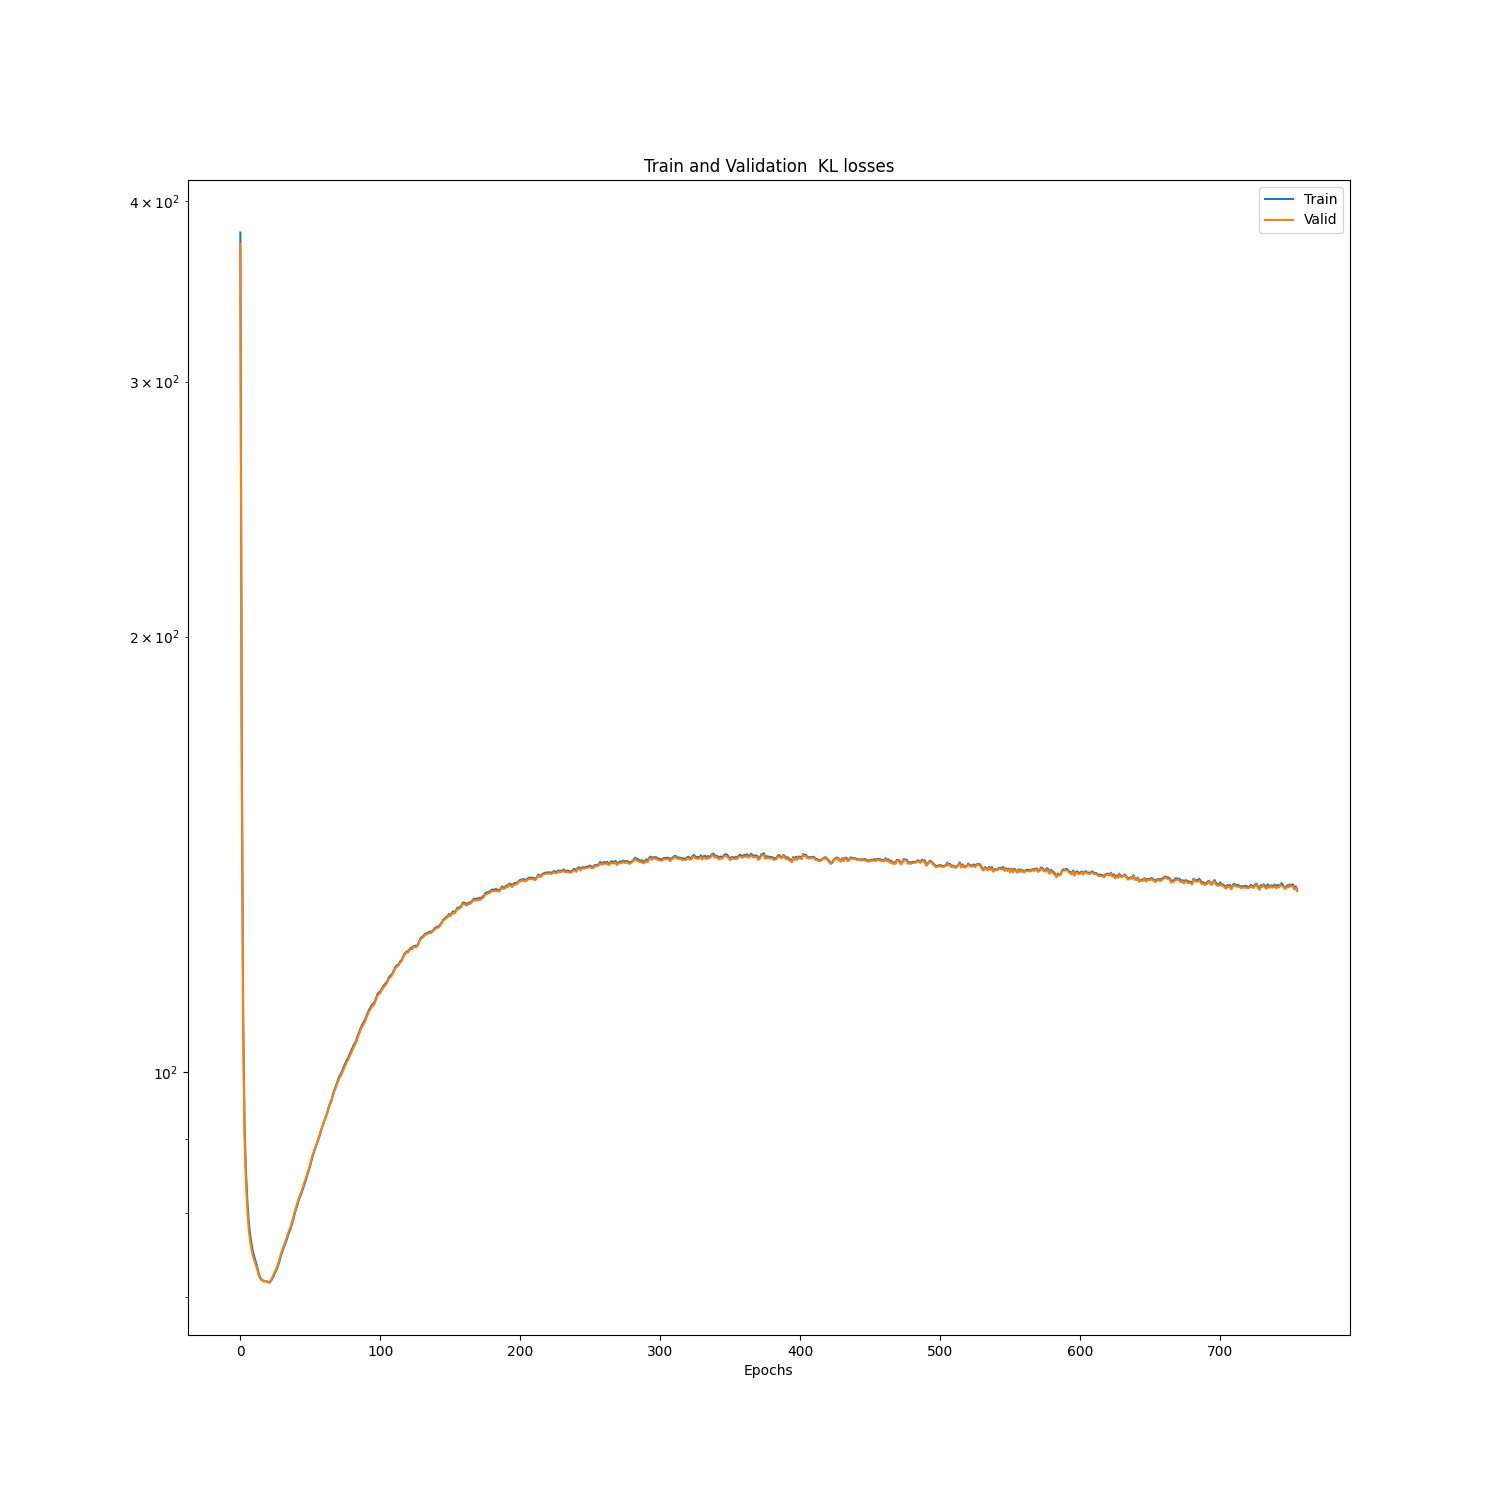 Train and Validation  KL losses
4 × 10²
3 × 10²
2 × 10²
10²
Train
Valid
0 100 200 300 400 500 600 700
Epochs